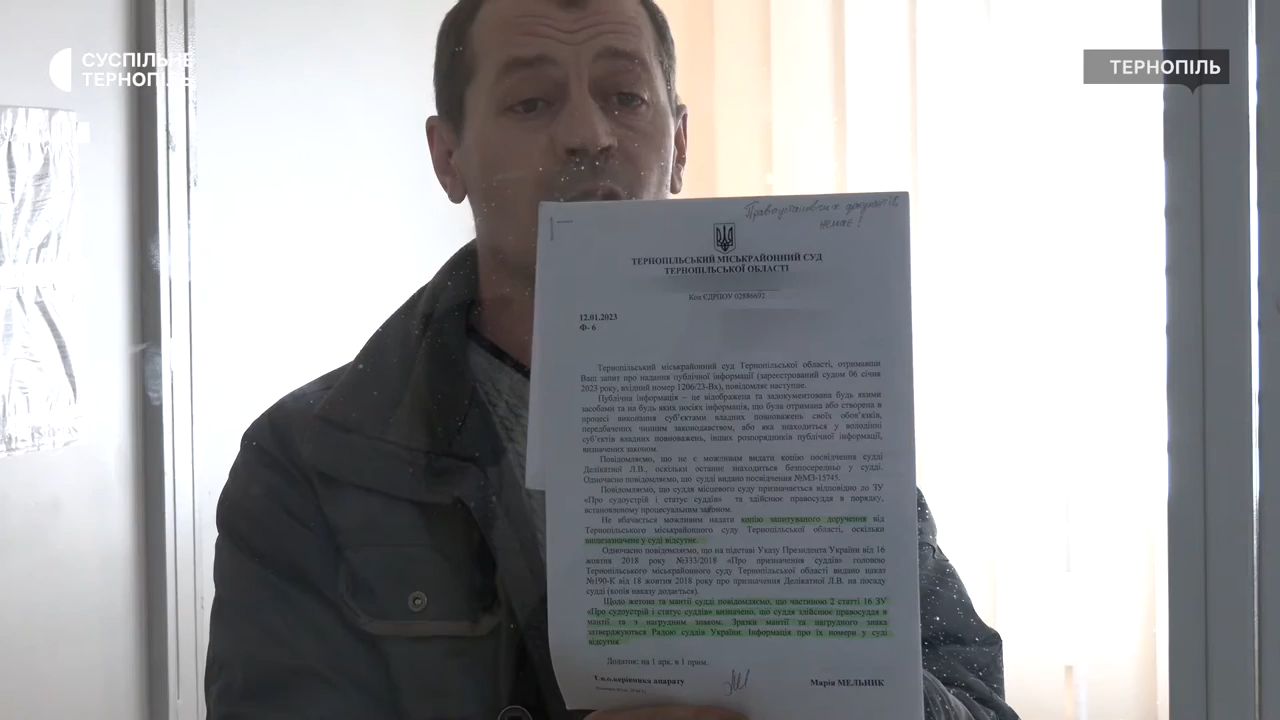 СУСПІЛЬНЕ
ТЕРНОПІЛЬ
ТЕРНОПІЛЬ
Правоустановчих документів
немає!
ТЕРНОПІЛЬСЬКИЙ МІСЬКРАЙОННИЙ СУД
ТЕРНОПІЛЬСЬКОЇ ОБЛАСТІ
Код ЄДРПОУ 02886692
12.01.2023
Ф- 6
Тернопільський міськрайонний суд Тернопільської області, отримавши
Ваш запит про надання публічної інформації (зареєстрований судом 06 січня
2023 року, вхідний номер 1206/23-Вх), повідомляє наступне.
Публічна інформація – це відображена та задокументована будь якими
засобами та на будь яких носіях інформація, що була отримана або створена в
процесі виконання суб’єктами владних повноважень своїх обов’язків,
передбачених чинним законодавством, або яка знаходиться у володінні
суб’єктів владних повноважень, інших розпорядників публічної інформації,
визначених законом.
Повідомляємо, що не є можливим видати копію посвідчення судді
Делікатної Л.В., оскільки останнє знаходиться безпосередньо у судді.
Одночасно повідомляємо, що судді видано посвідчення №МЗ-15745.
Повідомляємо, що суддя місцевого суду призначається відповідно до ЗУ
«Про судоустрій і статус суддів» та здійснює правосуддя в порядку,
встановленому процесуальним законом.
Не вбачається можливим надати копію запитуваного доручення від
Тернопільського міськрайонного суду Тернопільської області, оскільки
вищезазначене у суді відсутнє.
Одночасно повідомляємо, що на підставі Указу Президента України від 16
жовтня 2018 року №333/2018 «Про призначення суддів» головою
Тернопільського міськрайонного суду Тернопільської області видано наказ
№190-К від 18 жовтня 2018 року про призначення Делікатної Л.В. на посаду
судді (копія наказу додається).
Щодо жетона та мантії судді повідомляємо, що частиною 2 статті 16 ЗУ
«Про судоустрій і статус суддів» визначено, що суддя здійснює правосуддя в
мантії та з нагрудним знаком. Зразки мантії та нагрудного знака
затверджуються Радою суддів України. Інформація про їх номери у суді
відсутня.
Додаток: на 1 арк. в 1 прим.
Т.в.о.керівника апарату Марія МЕЛЬНИК